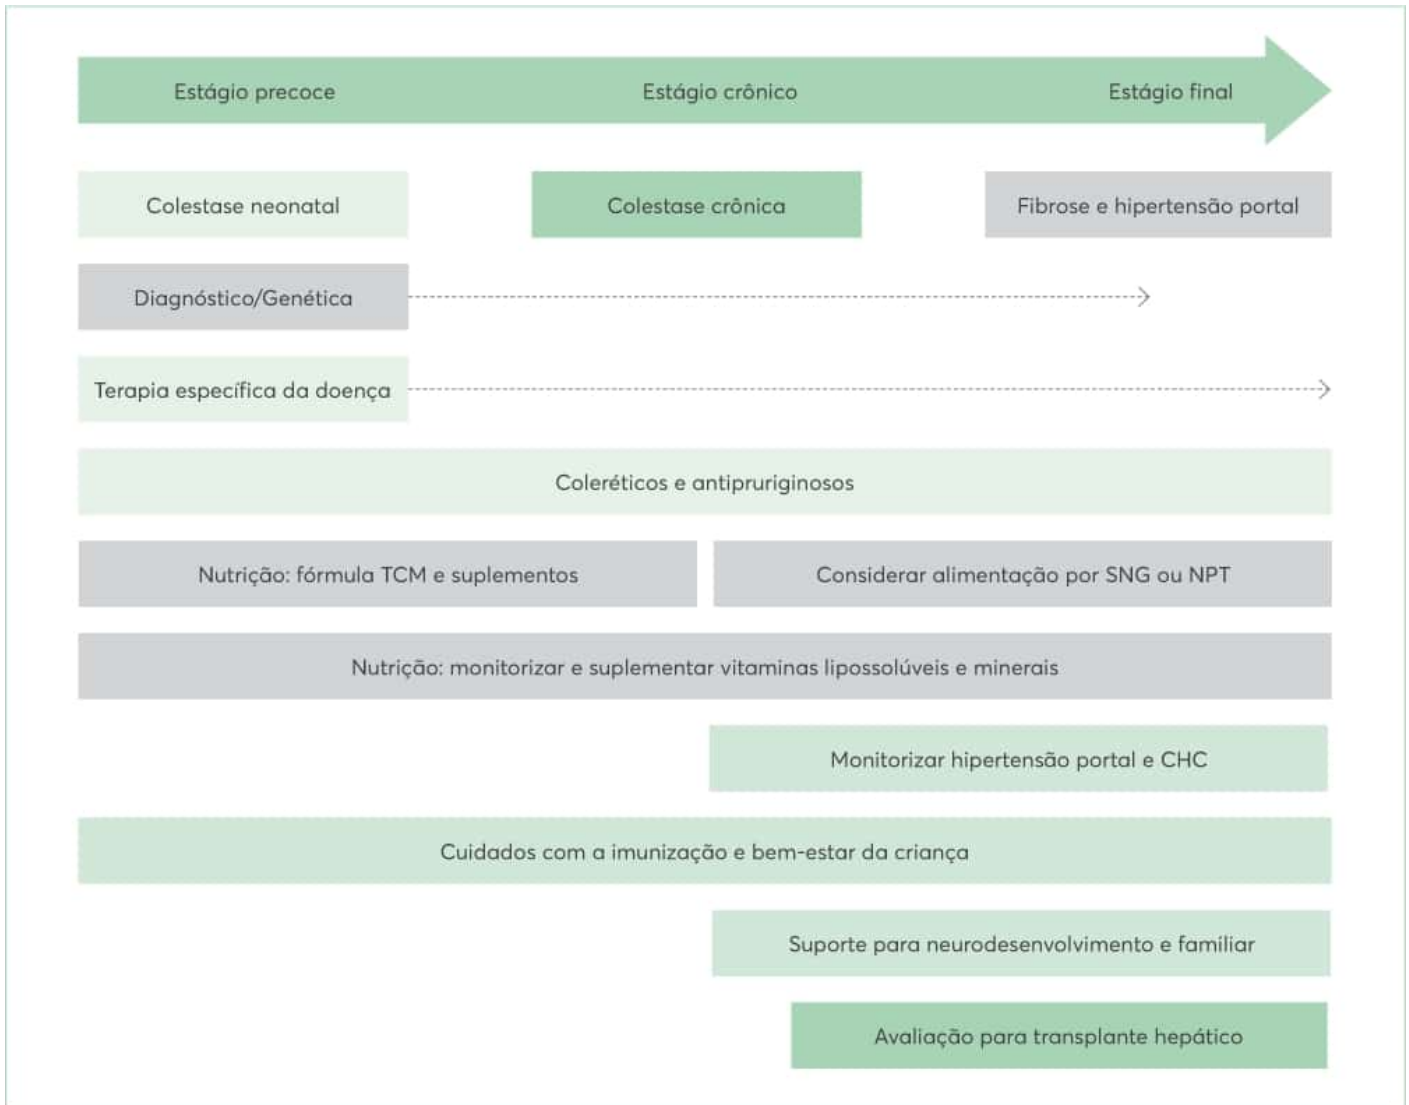 Estágio precoce
Estágio crônico
Estágio final
Colestase neonatal
Colestase crônica
Fibrose e hipertensão portal
Diagnóstico/Genética
Terapia específica da doença
Coleréticos e antipruriginosos
Nutrição: fórmula TCM e suplementos
Considerar alimentação por SNG ou NPT
Nutrição: monitorizar e suplementar vitaminas lipossolúveis e minerais
Monitorizar hipertensão portal e CHC
Cuidados com a imunização e bem-estar da criança
Suporte para neurodesenvolvimento e familiar
Avaliação para transplante hepático